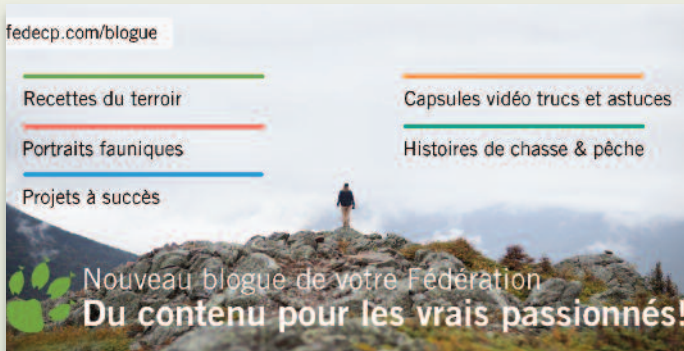 fedecp.com/blogue
Recettes du terroir
Portraits fauniques
Projets à succès
Capsules vidéo trucs et astuces
Histoires de chasse & pêche
Nouveau blogue de votre Fédération
Du contenu pour les vrais passionnés!